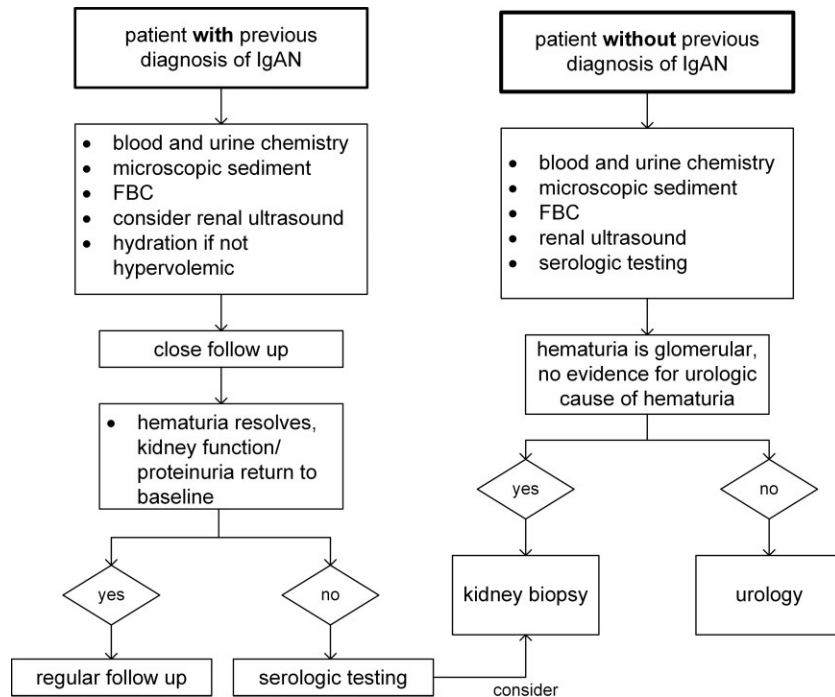 patient with previous
diagnosis of IgAN
• blood and urine chemistry
• microscopic sediment
• FBC
• consider renal ultrasound
• hydration if not
hypervolemic
close follow up
• hematuria resolves,
kidney function/
proteinuria return to
baseline
yes
no
regular follow up
serologic testing
consider
patient without previous
diagnosis of IgAN
• blood and urine chemistry
• microscopic sediment
• FBC
• renal ultrasound
• serologic testing
hematuria is glomerular,
no evidence for urologic
cause of hematuria
yes
no
kidney biopsy
urology